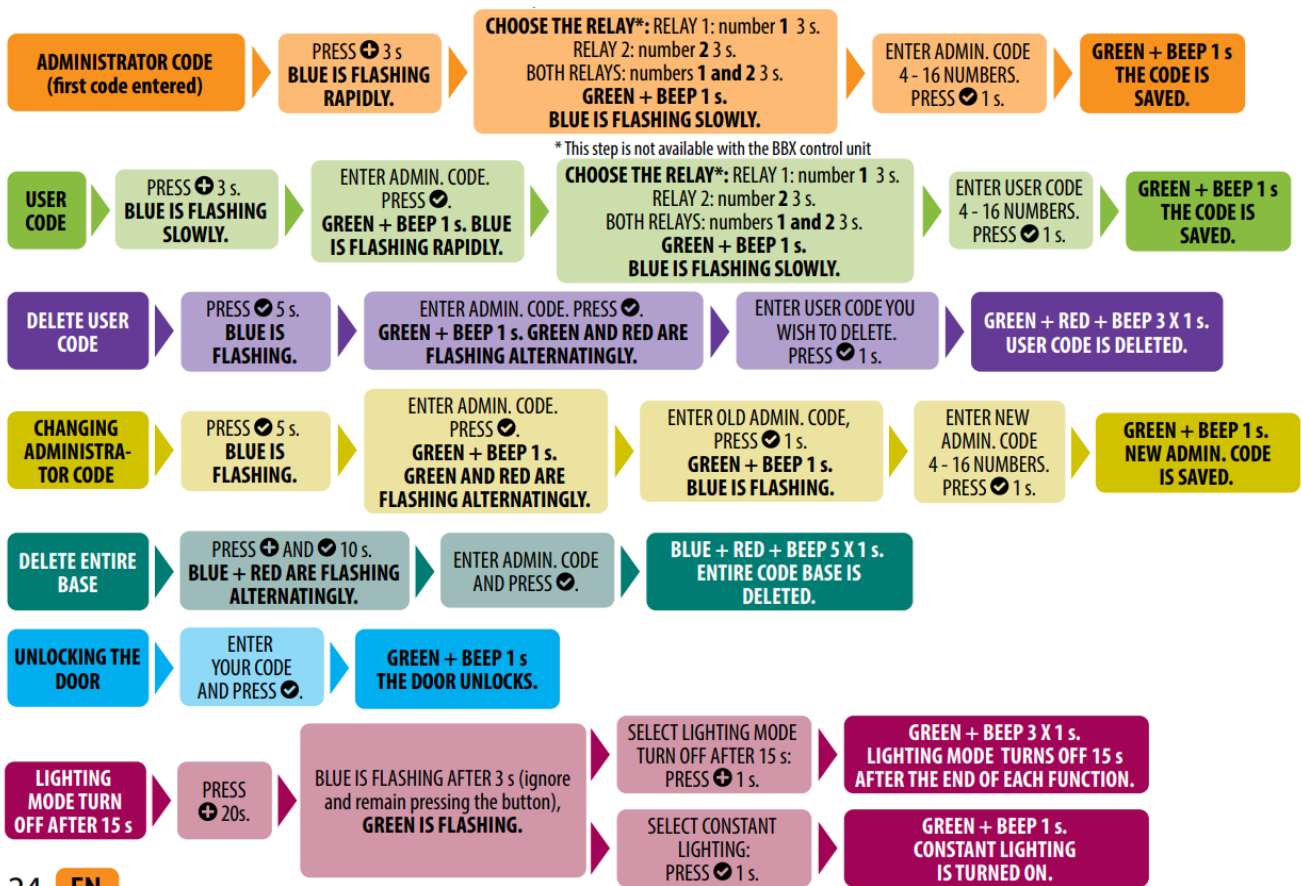 ADMINISTRATOR CODE
(first code entered)
PRESS ➕ 3 s
BLUE IS FLASHING
RAPIDLY.
CHOOSE THE RELAY*: RELAY 1: number 1 3 s.
RELAY 2: number 2 3 s.
BOTH RELAYS: numbers 1 and 2 3 s.
GREEN + BEEP 1 s.
BLUE IS FLASHING SLOWLY.
ENTER ADMIN. CODE
4 - 16 NUMBERS.
PRESS ✔ 1 s.
GREEN + BEEP 1 s
THE CODE IS
SAVED.
* This step is not available with the BBX control unit
USER
CODE
PRESS ➕ 3 s.
BLUE IS FLASHING
SLOWLY.
ENTER ADMIN. CODE.
PRESS ✔.
GREEN + BEEP 1 s. BLUE
IS FLASHING RAPIDLY.
CHOOSE THE RELAY*: RELAY 1: number 1 3 s.
RELAY 2: number 2 3 s.
BOTH RELAYS: numbers 1 and 2 3 s.
GREEN + BEEP 1 s.
BLUE IS FLASHING SLOWLY.
ENTER USER CODE
4 - 16 NUMBERS.
PRESS ✔ 1 s.
GREEN + BEEP 1 s
THE CODE IS
SAVED.
DELETE USER
CODE
PRESS ✔ 5 s.
BLUE IS
FLASHING.
ENTER ADMIN. CODE. PRESS ✔.
GREEN + BEEP 1 s. GREEN AND RED ARE
FLASHING ALTERNATINGLY.
ENTER USER CODE YOU
WISH TO DELETE.
PRESS ✔ 1 s.
GREEN + RED + BEEP 3 X 1 s.
USER CODE IS DELETED.
CHANGING
ADMINISTRA-
TOR CODE
PRESS ✔ 5 s.
BLUE IS
FLASHING.
ENTER ADMIN. CODE.
PRESS ✔.
GREEN + BEEP 1 s.
GREEN AND RED ARE
FLASHING ALTERNATINGLY.
ENTER OLD ADMIN. CODE,
PRESS ✔ 1 s.
GREEN + BEEP 1 s.
BLUE IS FLASHING.
ENTER NEW
ADMIN. CODE
4 - 16 NUMBERS.
PRESS ✔ 1 s.
GREEN + BEEP 1 s.
NEW ADMIN. CODE
IS SAVED.
DELETE ENTIRE
BASE
PRESS ➕ AND ✔ 10 s.
BLUE + RED ARE FLASHING
ALTERNATINGLY.
ENTER ADMIN. CODE
AND PRESS ✔.
BLUE + RED + BEEP 5 X 1 s.
ENTIRE CODE BASE IS
DELETED.
UNLOCKING THE
DOOR
ENTER
YOUR CODE
AND PRESS ✔.
GREEN + BEEP 1 s
THE DOOR UNLOCKS.
LIGHTING
MODE TURN
OFF AFTER 15 s
PRESS
➕ 20s.
BLUE IS FLASHING AFTER 3 s (ignore
and remain pressing the button),
GREEN IS FLASHING.
SELECT LIGHTING MODE
TURN OFF AFTER 15 s:
PRESS ➕ 1 s.
GREEN + BEEP 3 X 1 s.
LIGHTING MODE TURNS OFF 15 s
AFTER THE END OF EACH FUNCTION.
SELECT CONSTANT
LIGHTING:
PRESS ✔ 1 s.
GREEN + BEEP 1 s.
CONSTANT LIGHTING
IS TURNED ON.
24 EN